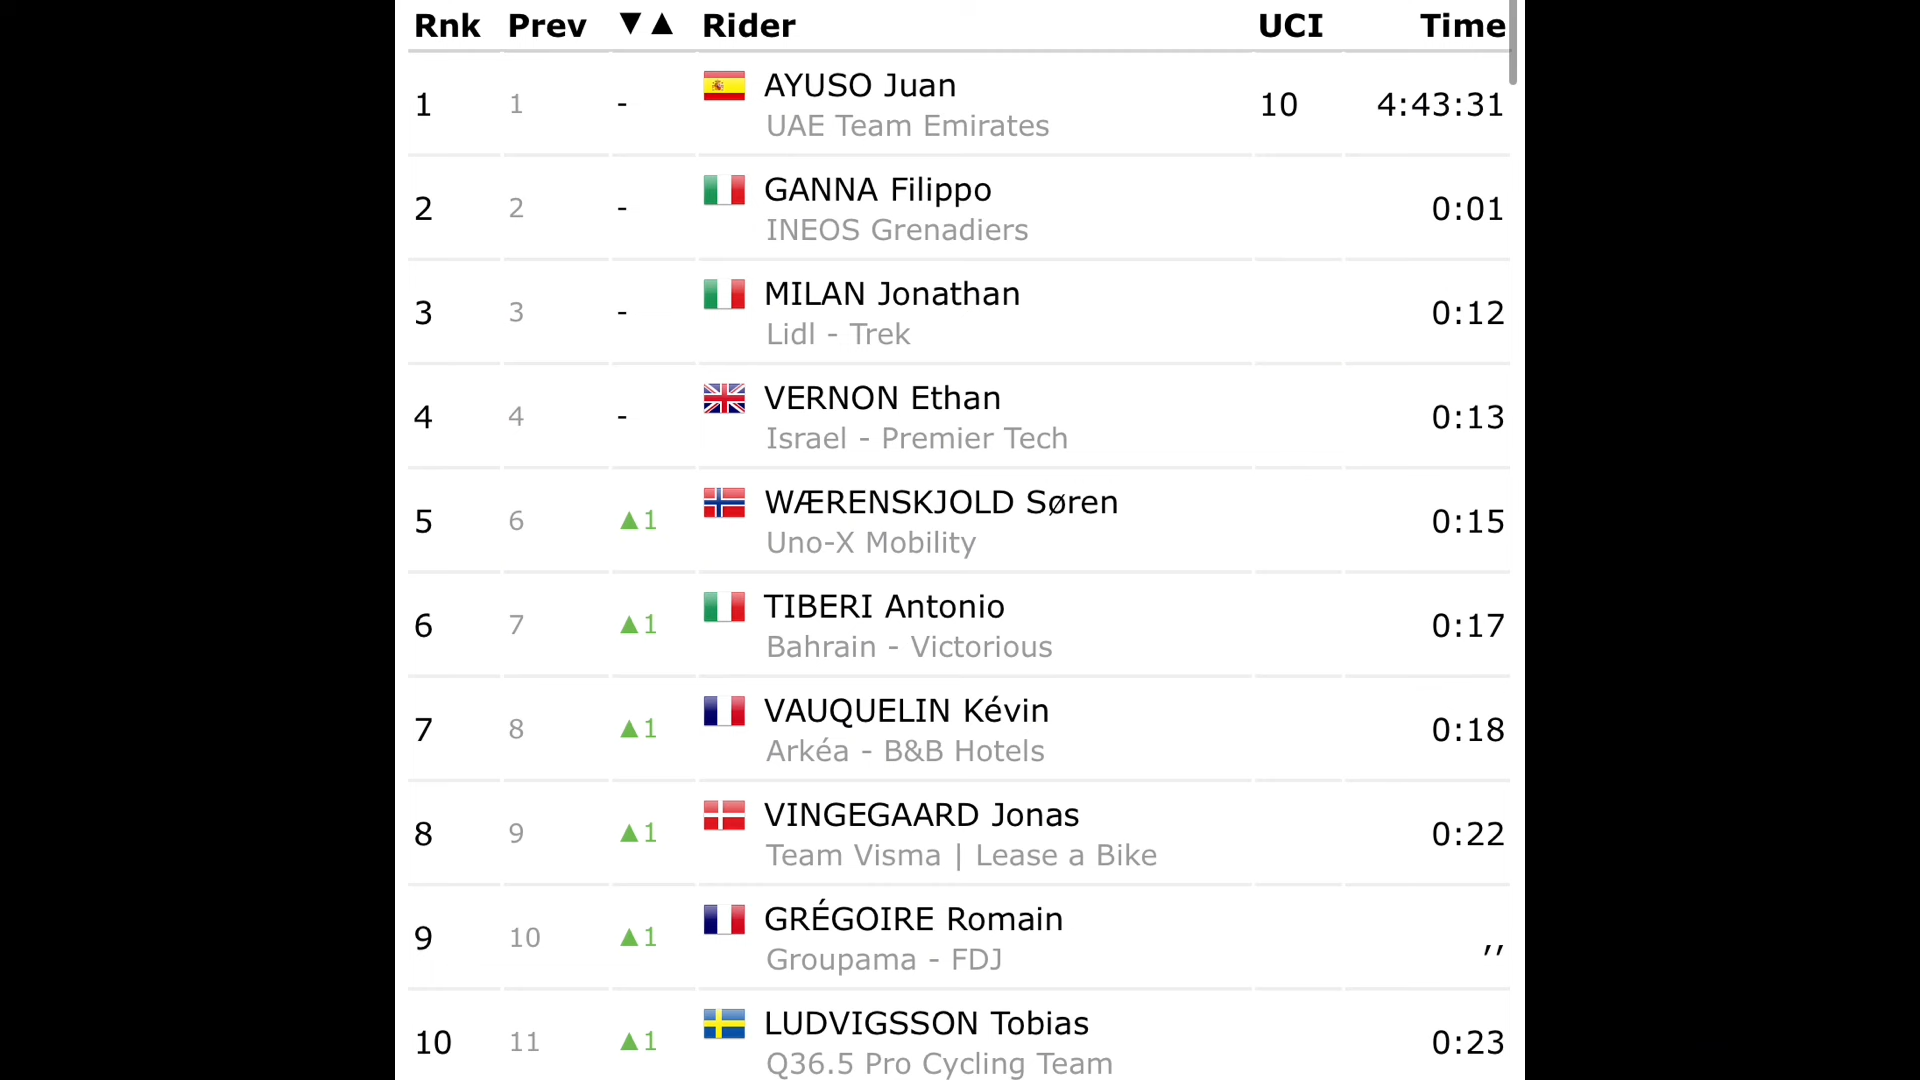 Rnk Prev ▼▲ Rider UCI Time
1 1 - AYUSO Juan 10 4:43:31
UAE Team Emirates
2 2 - GANNA Filippo 0:01
INEOS Grenadiers
3 3 - MILAN Jonathan 0:12
Lidl - Trek
4 4 - VERNON Ethan 0:13
Israel - Premier Tech
5 6 ▲1 WÆRENSKJOLD Søren 0:15
Uno-X Mobility
6 7 ▲1 TIBERI Antonio 0:17
Bahrain - Victorious
7 8 ▲1 VAUQUELIN Kévin 0:18
Arkéa - B&B Hotels
8 9 ▲1 VINGEGAARD Jonas 0:22
Team Visma | Lease a Bike
9 10 ▲1 GRÉGOIRE Romain ,,
Groupama - FDJ
10 11 ▲1 LUDVIGSSON Tobias 0:23
Q36.5 Pro Cycling Team